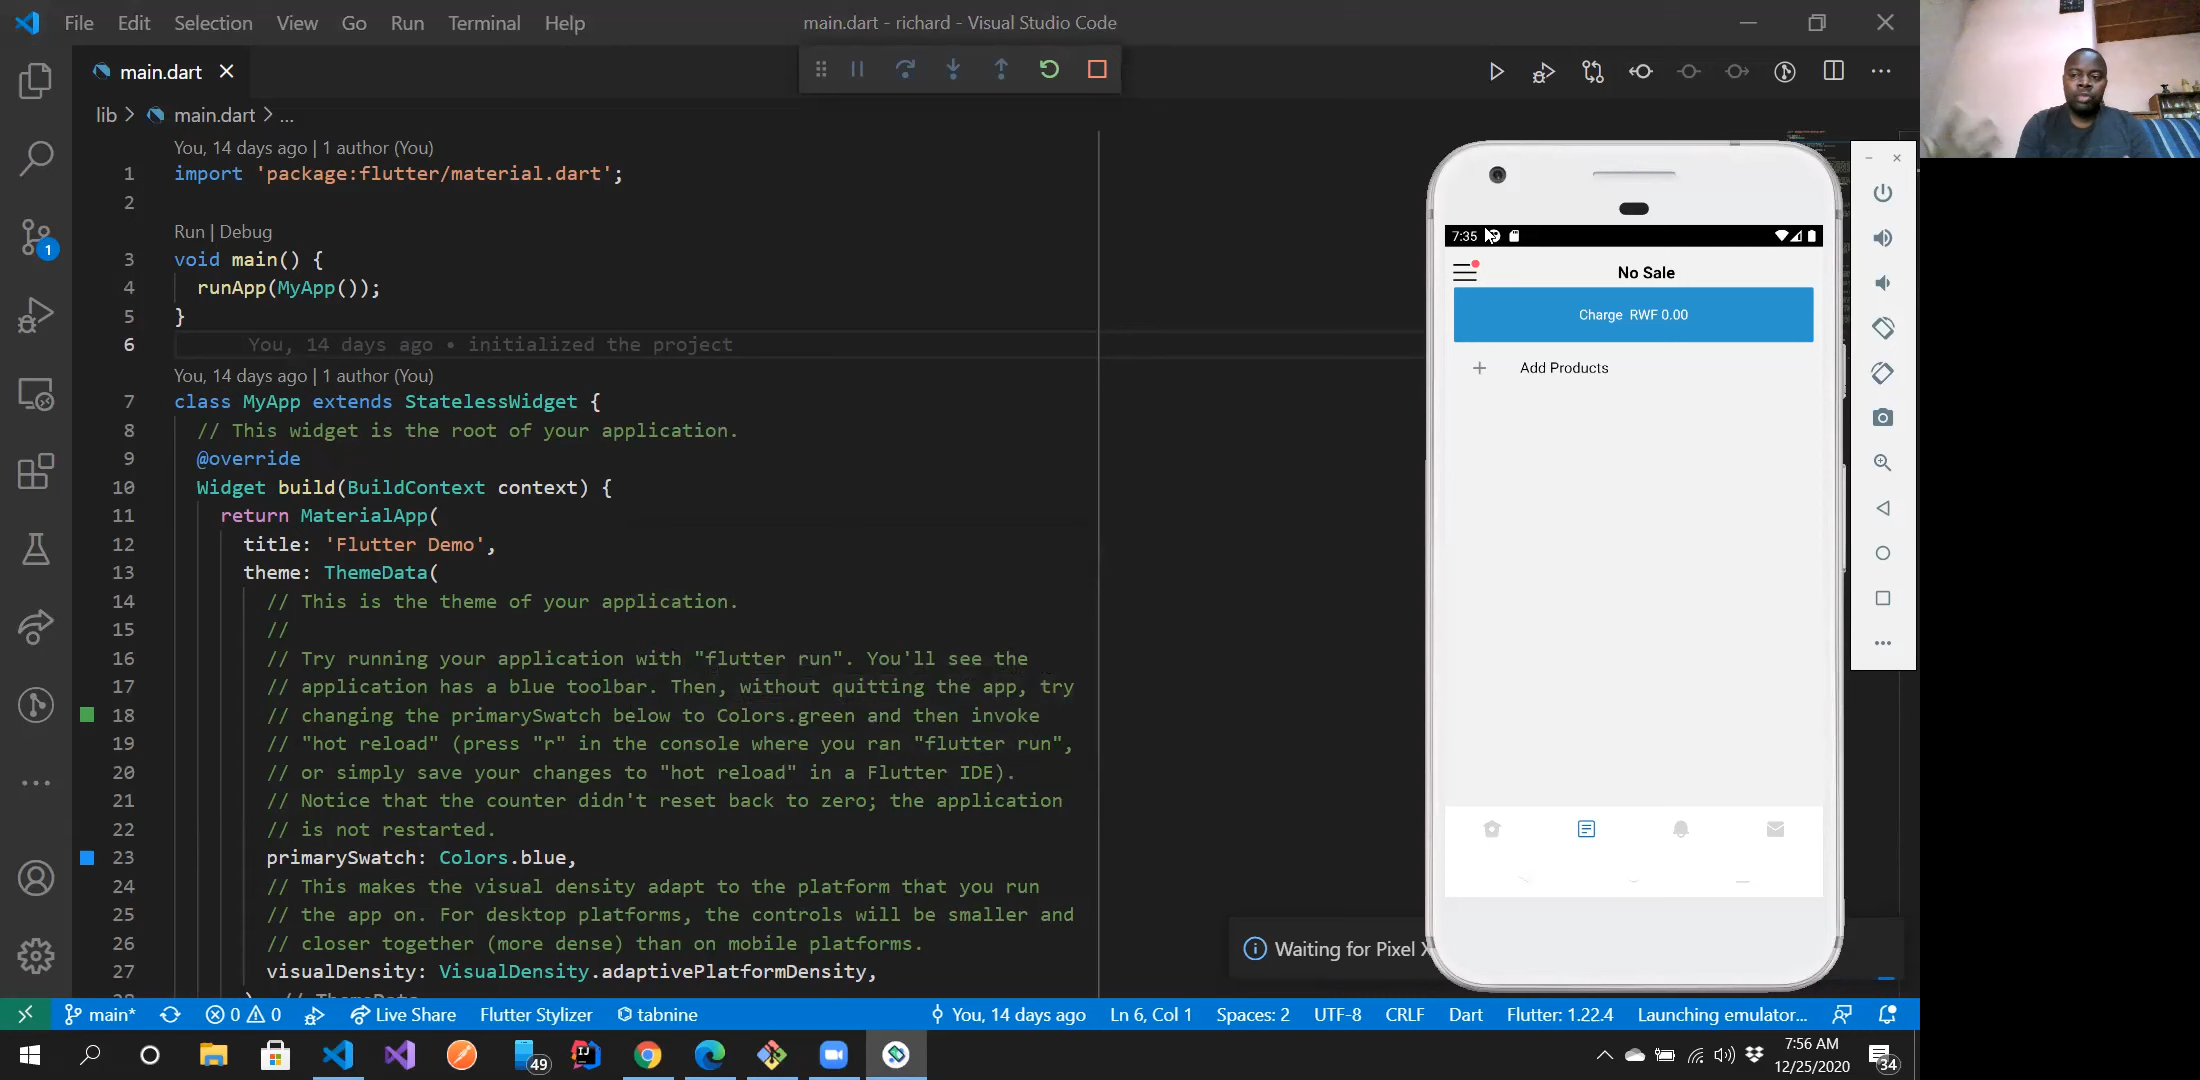 File Edit Selection View Go Run Terminal Help
main.dart - richard - Visual Studio Code
main.dart
lib > main.dart > ...
You, 14 days ago | 1 author (You)
1 import 'package:flutter/material.dart';
2
Run | Debug
3 void main() {
4 runApp(MyApp());
5 }
6 You, 14 days ago • initialized the project
You, 14 days ago | 1 author (You)
7 class MyApp extends StatelessWidget {
8 // This widget is the root of your application.
9 @override
10 Widget build(BuildContext context) {
11 return MaterialApp(
12 title: 'Flutter Demo',
13 theme: ThemeData(
14 // This is the theme of your application.
15 //
16 // Try running your application with "flutter run". You'll see the
17 // application has a blue toolbar. Then, without quitting the app, try
18 // changing the primarySwatch below to Colors.green and then invoke
19 // "hot reload" (press "r" in the console where you ran "flutter run",
20 // or simply save your changes to "hot reload" in a Flutter IDE).
21 // Notice that the counter didn't reset back to zero; the application
22 // is not restarted.
23 primarySwatch: Colors.blue,
24 // This makes the visual density adapt to the platform that you run
25 // the app on. For desktop platforms, the controls will be smaller and
26 // closer together (more dense) than on mobile platforms.
27 visualDensity: VisualDensity.adaptivePlatformDensity,
1
7:35
No Sale
Charge RWF 0.00
Add Products
Waiting for Pixel X
main* 0 0 Live Share Flutter Stylizer tabnine
You, 14 days ago Ln 6, Col 1 Spaces: 2 UTF-8 CRLF Dart Flutter: 1.22.4 Launching emulator...
49
7:56 AM
12/25/2020
34